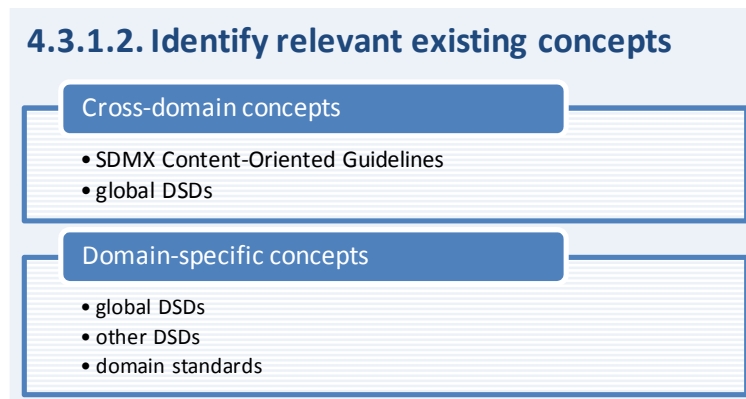 4.3.1.2. Identify relevant existing concepts
Cross-domain concepts
• SDMX Content-Oriented Guidelines
• global DSDs
Domain-specific concepts
• global DSDs
• other DSDs
• domain standards